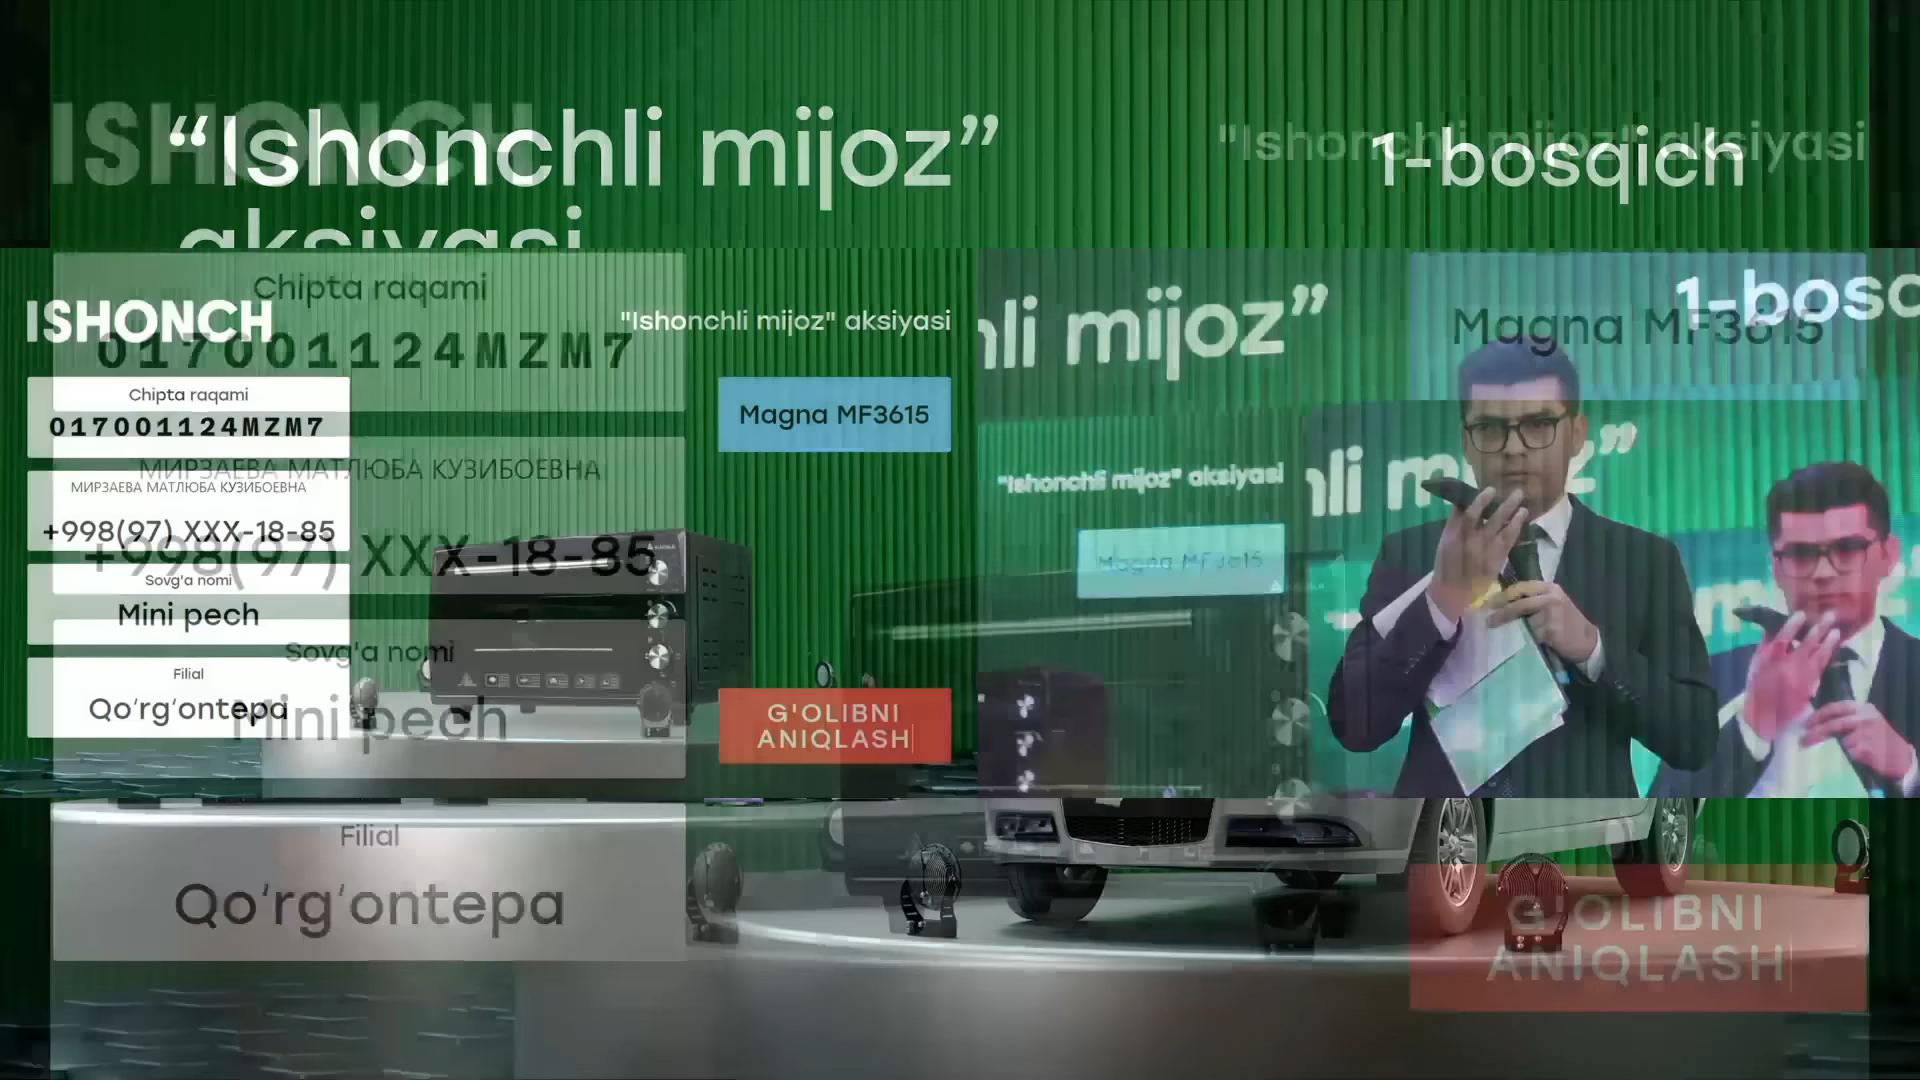 ISHONCH
“Ishonchli mijoz”
aksiyasi
"Ishonchli mijoz" aksiyasi
1-bosqich
Chipta raqami
017001124MZM7
МИРЗАЕВА МАТЛЮБА КУЗИБОЕВНА
+998(97) XXX-18-85
Sovg'a nomi
Mini pech
Filial
Qo‘rg‘ontepa
Magna MF3615
G'OLIBNI
ANIQLASH
ISHONCH
"Ishonchli mijoz" aksiyasi
Chipta raqami
017001124MZM7
МИРЗАЕВА МАТЛЮБА КУЗИБОЕВНА
+998(97) XXX-18-85
Sovg'a nomi
Mini pech
Filial
Qo‘rg‘ontepa
Magna MF3615
G'OLIBNI
ANIQLASH
hli mijoz”
1-bosc
"Ishonchli mijoz" aksiyasi
Magna MF3615